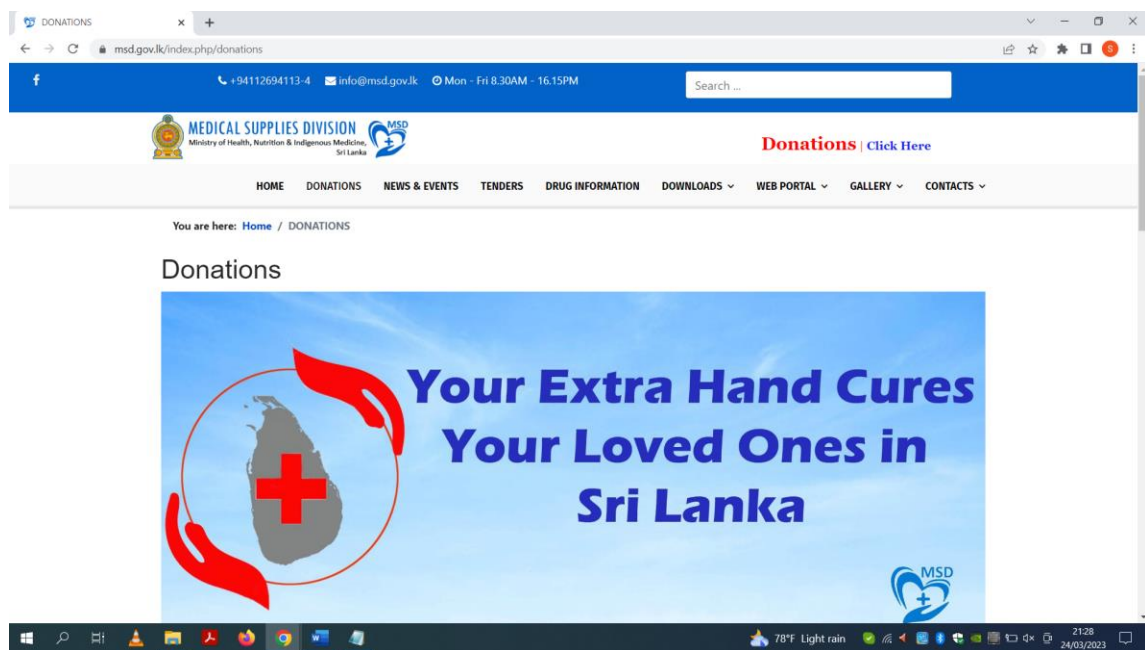 DONATIONS
msd.gov.lk/index.php/donations
S
f +94112694113-4 info@msd.gov.lk Mon - Fri 8.30AM - 16.15PM Search ...
MEDICAL SUPPLIES DIVISION
Ministry of Health, Nutrition & Indigenous Medicine,
Sri Lanka
MSD
Donations | Click Here
HOME DONATIONS NEWS & EVENTS TENDERS DRUG INFORMATION DOWNLOADS WEB PORTAL GALLERY CONTACTS
You are here: Home / DONATIONS
Donations
Your Extra Hand Cures
Your Loved Ones in
Sri Lanka
MSD
78°F Light rain
21:28
24/03/2023